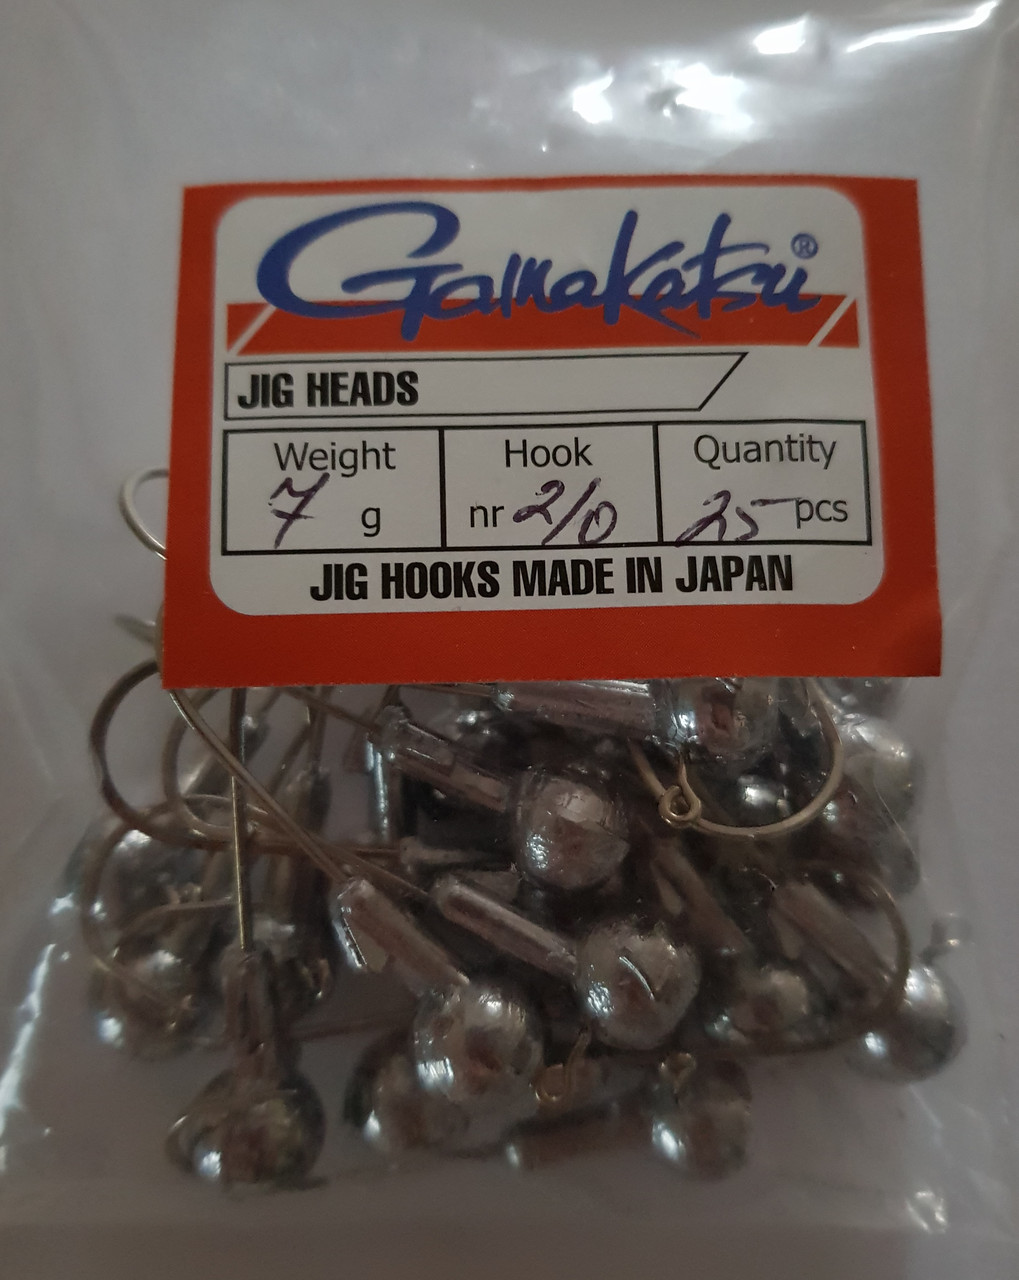 Gamakatsu®
JIG HEADS
Weight Hook Quantity
7 g nr 2/0 25 pcs
JIG HOOKS MADE IN JAPAN